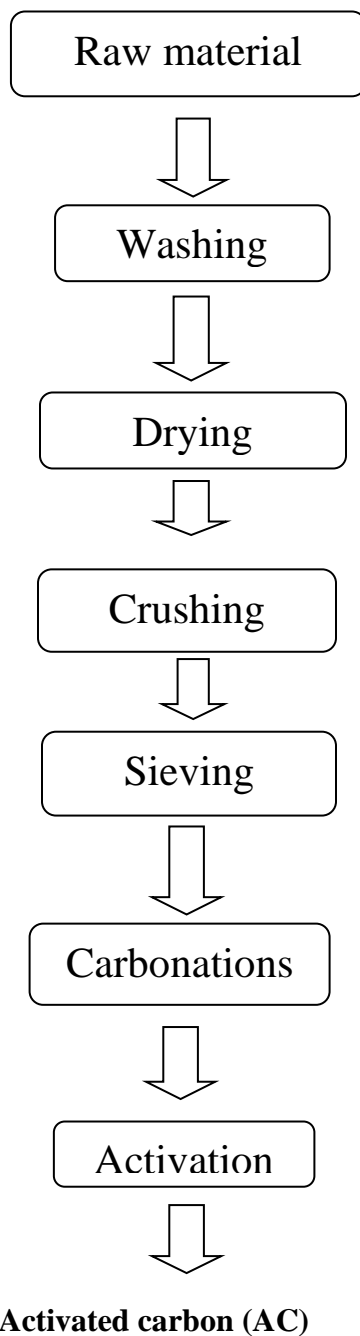 Raw material
Washing
Drying
Crushing
Sieving
Carbonations
Activation
Activated carbon (AC)